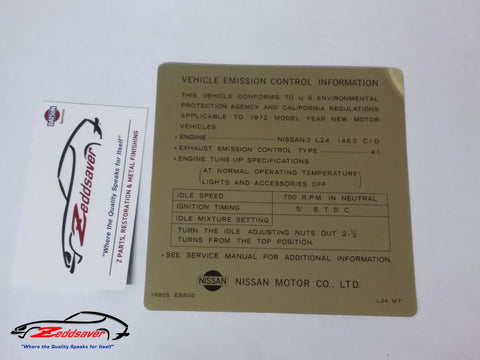 VEHICLE EMISSION CONTROL INFORMATION
THIS VEHICLE CONFORMS TO U S ENVIRONMENTAL
PROTECTION AGENCY AND CALIFORNIA REGULATIONS
APPLICABLE TO 1972 MODEL YEAR NEW MOTOR
VEHICLES.
• ENGINE NISSAN-) L24, 146.0 C I D
• EXHAUST EMISSION CONTROL TYPE A I
• ENGINE TUNE-UP SPECIFICATIONS
(AT NORMAL OPERATING TEMPERATURE)
(LIGHTS AND ACCESSORIES OFF)
IDLE SPEED 750 R.P.M. IN NEUTRAL
IGNITION TIMING 5° B. T. D. C.
IDLE MIXTURE SETTING
TURN THE IDLE ADJUSTING NUTS OUT 2-½
TURNS FROM THE TOP POSITION.
• SEE SERVICE MANUAL FOR ADDITIONAL INFORMATION.
NISSAN NISSAN MOTOR CO., LTD.
14805 E8800 L24 MT
DATSUN
Zeddsaver
"Where the Quality Speaks for Itself"
Z PARTS, RESTORATION & METAL FINISHING
Zeddsaver
"Where the Quality Speaks for Itself"